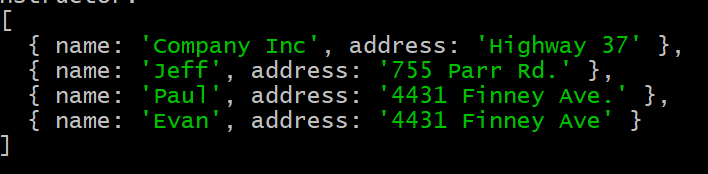 [
  { name: 'Company Inc', address: 'Highway 37' },
  { name: 'Jeff', address: '755 Parr Rd.' },
  { name: 'Paul', address: '4431 Finney Ave.' },
  { name: 'Evan', address: '4431 Finney Ave' }
]